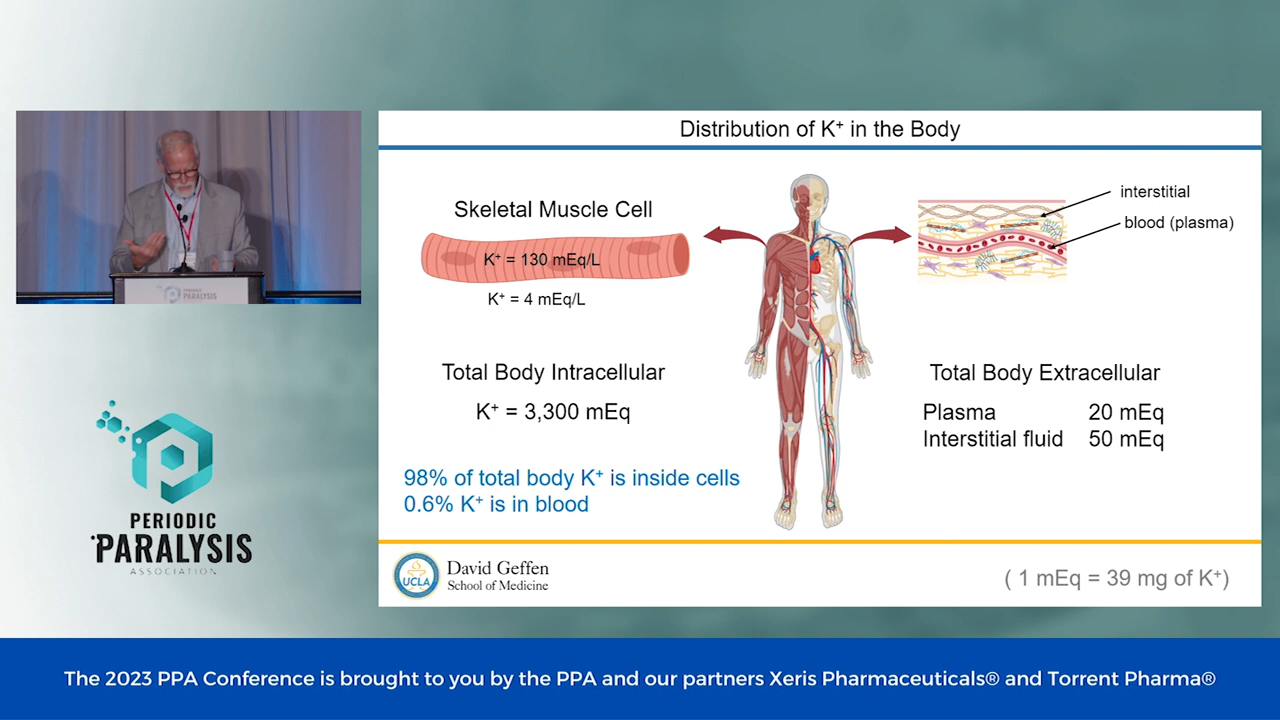 Distribution of K⁺ in the Body
Skeletal Muscle Cell
K⁺ = 130 mEq/L
K⁺ = 4 mEq/L
interstitial
blood (plasma)
Total Body Intracellular
K⁺ = 3,300 mEq
Total Body Extracellular
Plasma 20 mEq
Interstitial fluid 50 mEq
98% of total body K⁺ is inside cells
0.6% K⁺ is in blood
UCLA
David Geffen
School of Medicine
( 1 mEq = 39 mg of K⁺)
PERIODIC
PARALYSIS
PERIODIC
PARALYSIS
ASSOCIATION
The 2023 PPA Conference is brought to you by the PPA and our partners Xeris Pharmaceuticals® and Torrent Pharma®